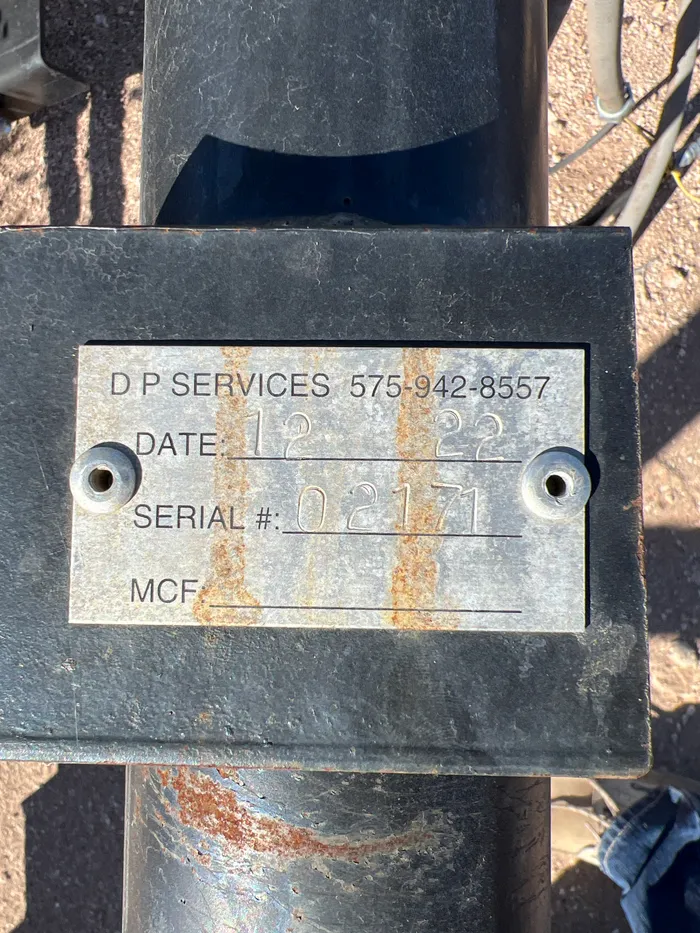 D P SERVICES 575-942-8557
DATE: 12 22
SERIAL #: 02171
MCF: